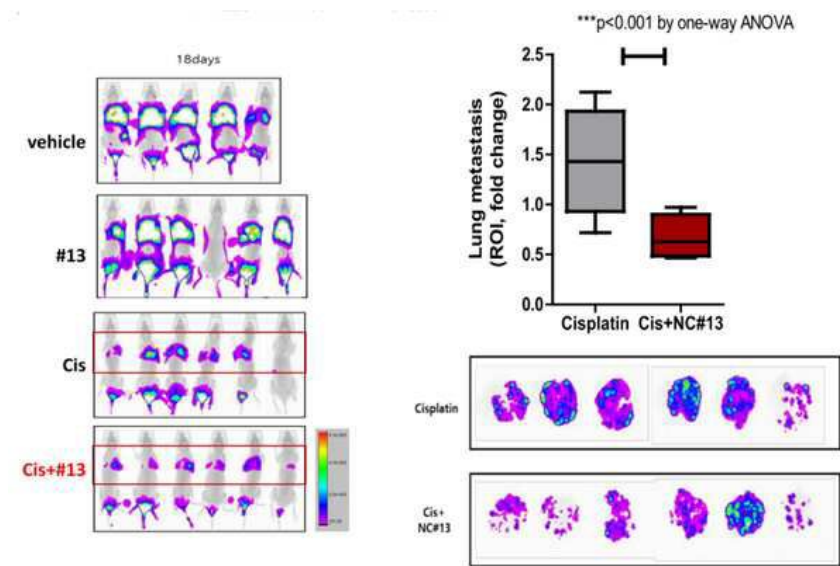 18days
vehicle
#13
Cis
Cis+#13
***p<0.001 by one-way ANOVA
Lung metastasis
(ROI, fold change)
2.5
2.0
1.5
1.0
0.5
0.0
Cisplatin
Cis+NC#13
Cisplatin
Cis+
NC#13